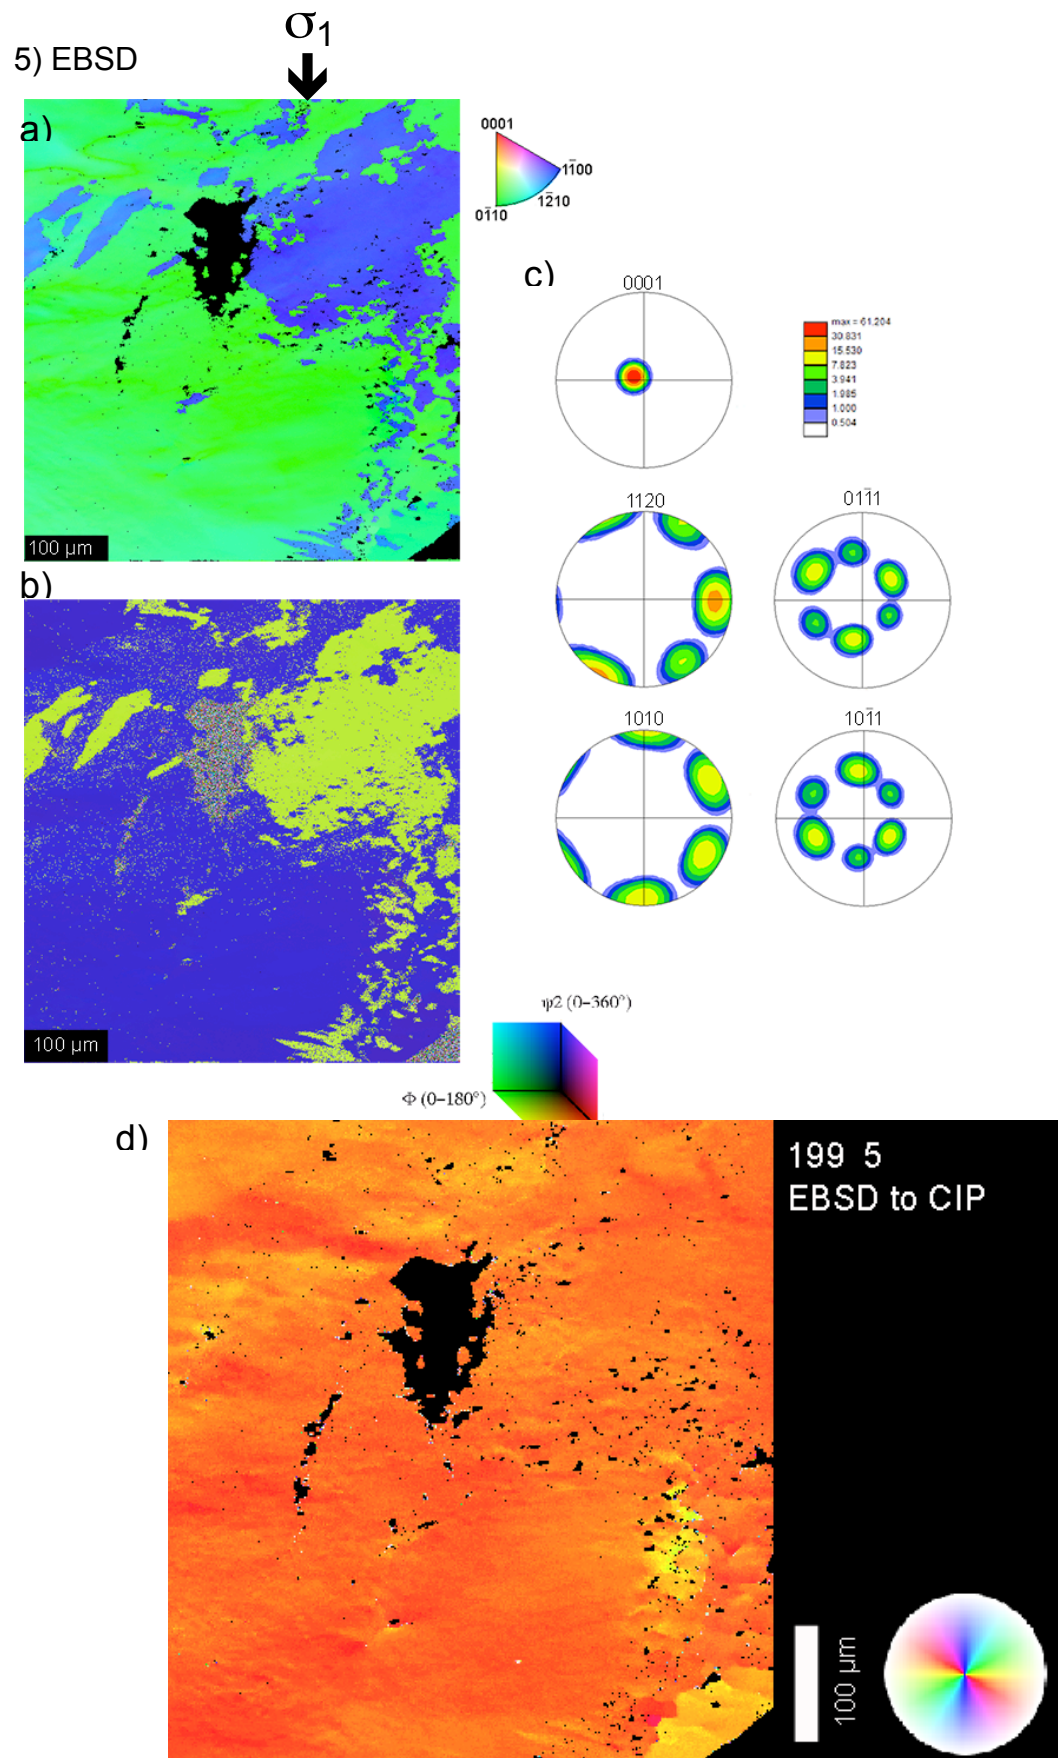 σ₁
5) EBSD
a)
0001
1̄100
1̄210
01̄10
100 µm
c)
0001
max = 61.204
30.831
15.530
7.823
3.941
1.985
1.000
0.504
1120
011̄1
b)
1010
101̄1
100 µm
ψ2 (0–360°)
Φ (0–180°)
d)
199 5
EBSD to CIP
100 µm